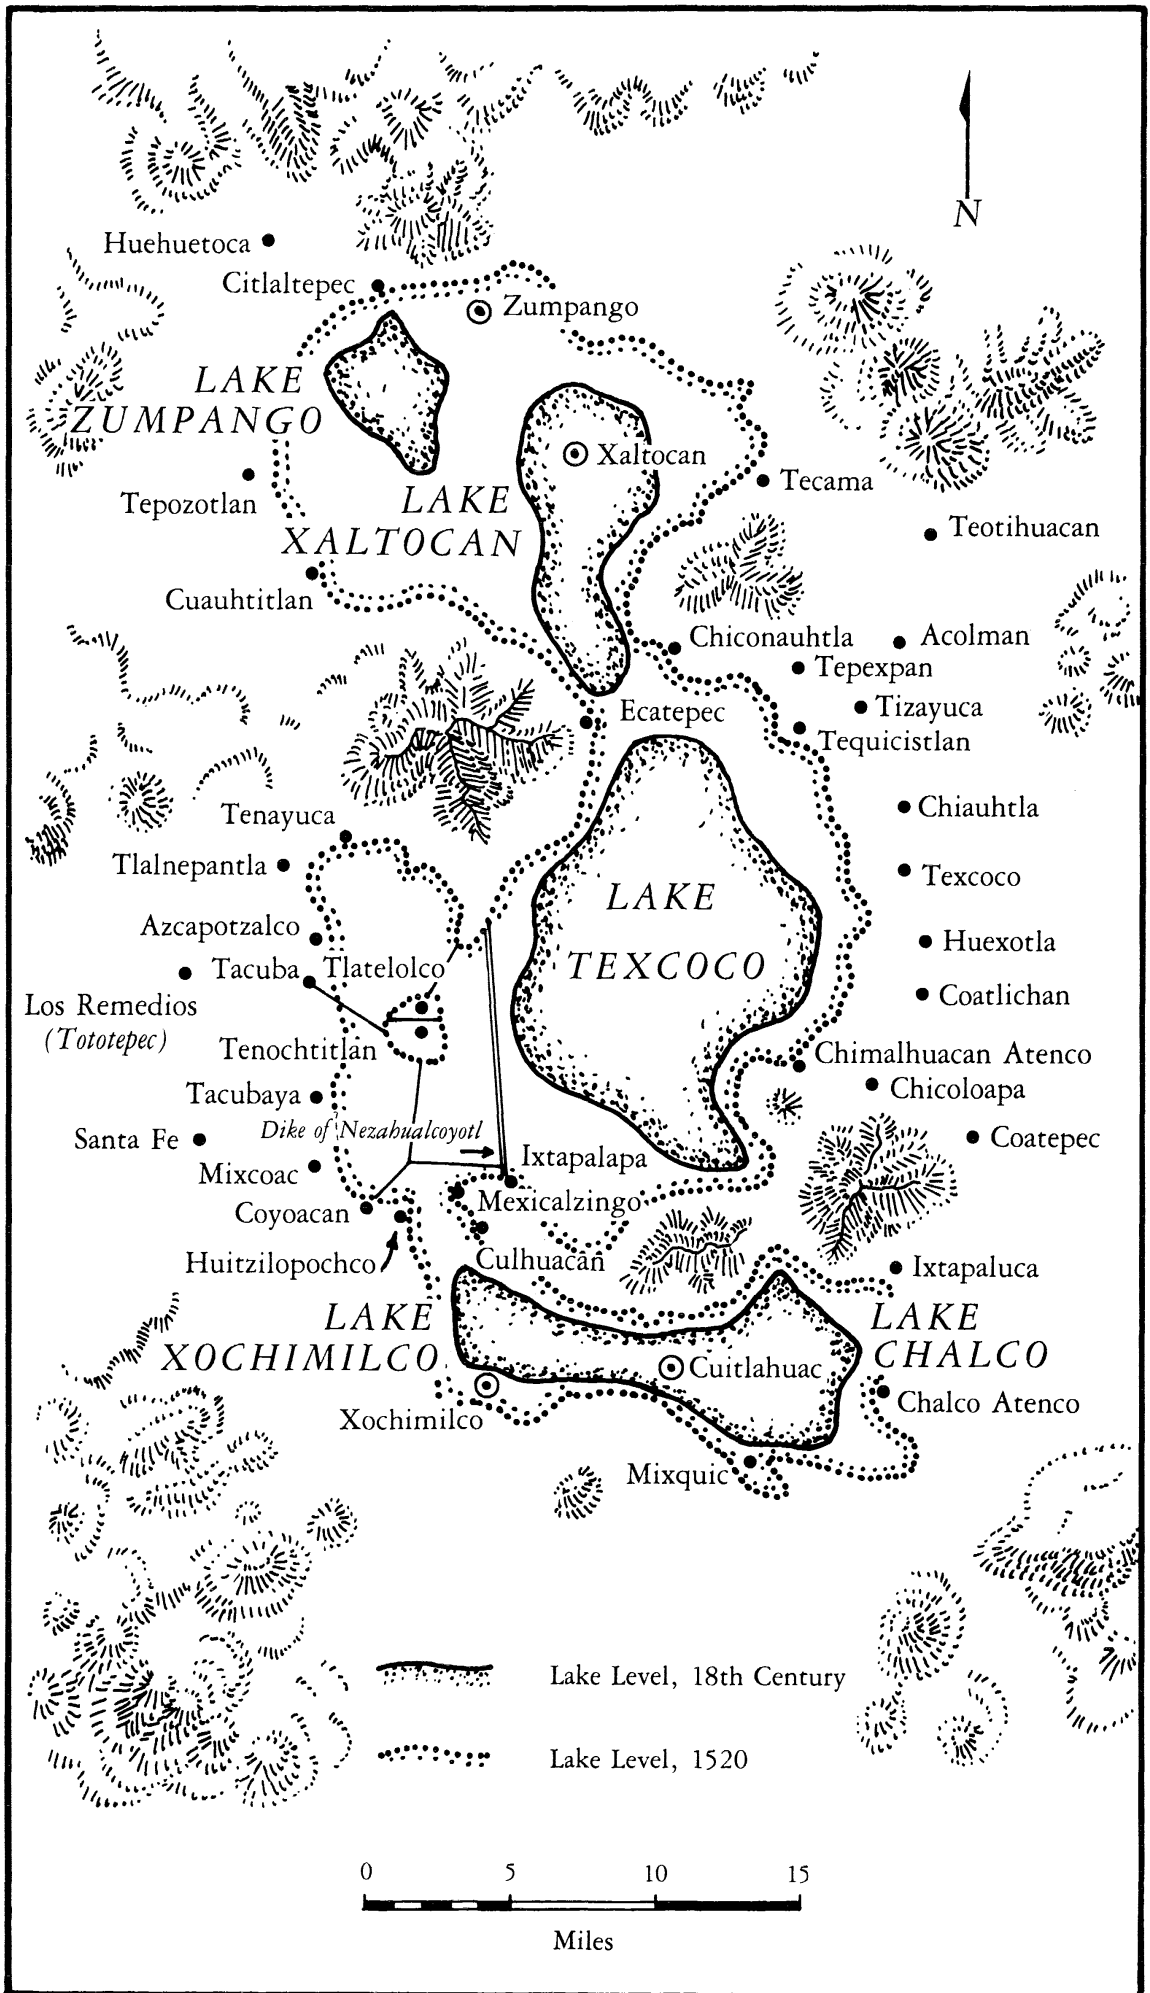 N
Huehuetoca
Citlaltepec
Zumpango
LAKE
ZUMPANGO
Xaltocan
Tepozotlan
LAKE
XALTOCAN
Tecama
Teotihuacan
Cuauhtitlan
Chiconauhtla
Acolman
Tepexpan
Tizayuca
Ecatepec
Tequicistlan
Tenayuca
Chiauhtla
Tlalnepantla
Texcoco
LAKE
TEXCOCO
Azcapotzalco
Huexotla
Tacuba
Tlatelolco
Los Remedios
(Tototepec)
Coatlichan
Tenochtitlán
Chimalhuacan Atenco
Chicoloapa
Tacubaya
Dike of Nezahualcoyotl
Santa Fe
Coatepec
Mixcoac
Ixtapalapa
Mexicalzingo
Coyoacan
Huitzilopochco
Culhuacan
Ixtapaluca
LAKE
XOCHIMILCO
LAKE
CHALCO
Cuitlahuac
Xochimilco
Chalco Atenco
Mixquic
Lake Level, 18th Century
Lake Level, 1520
0 5 10 15
Miles